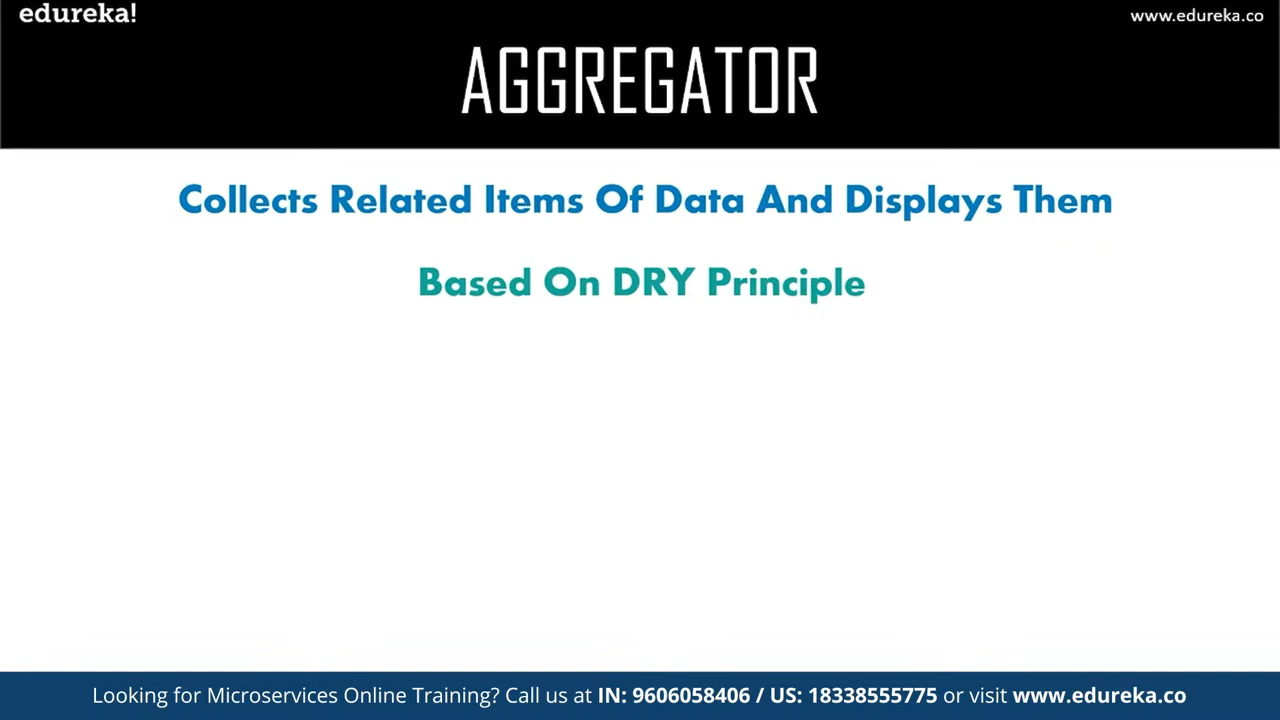 edureka!
www.edureka.co
AGGREGATOR
Collects Related Items Of Data And Displays Them
Based On DRY Principle
Looking for Microservices Online Training? Call us at IN: 9606058406 / US: 18338555775 or visit www.edureka.co